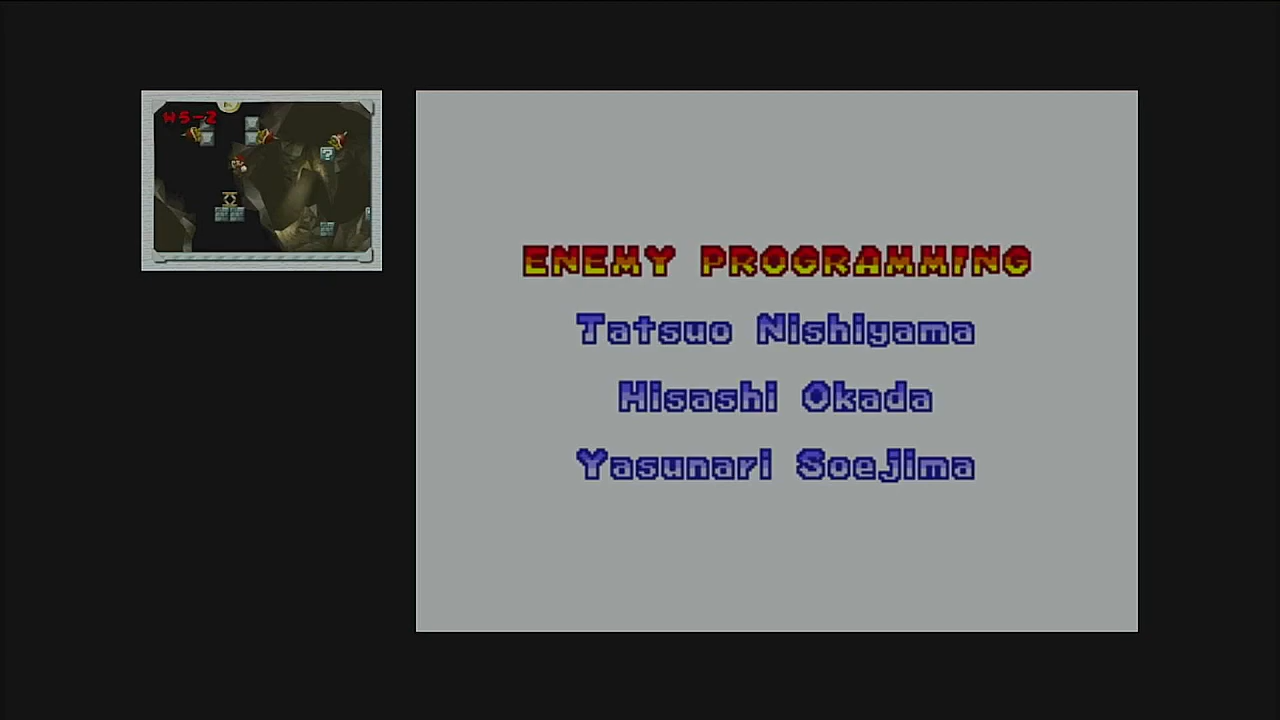 W5-2
ENEMY PROGRAMMING
Tatsuo Nishiyama
Hisashi Okada
Yasunari Soejima